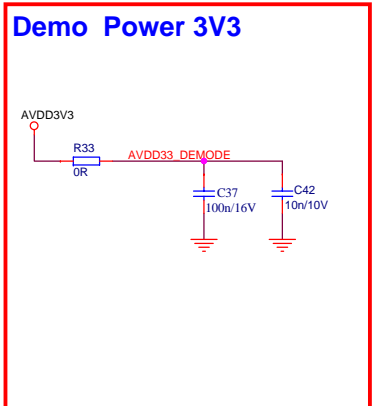 Demo Power 3V3
AVDD3V3
R33
AVDD33_DEMODE
0R
C37
100n/16V
C42
10n/10V